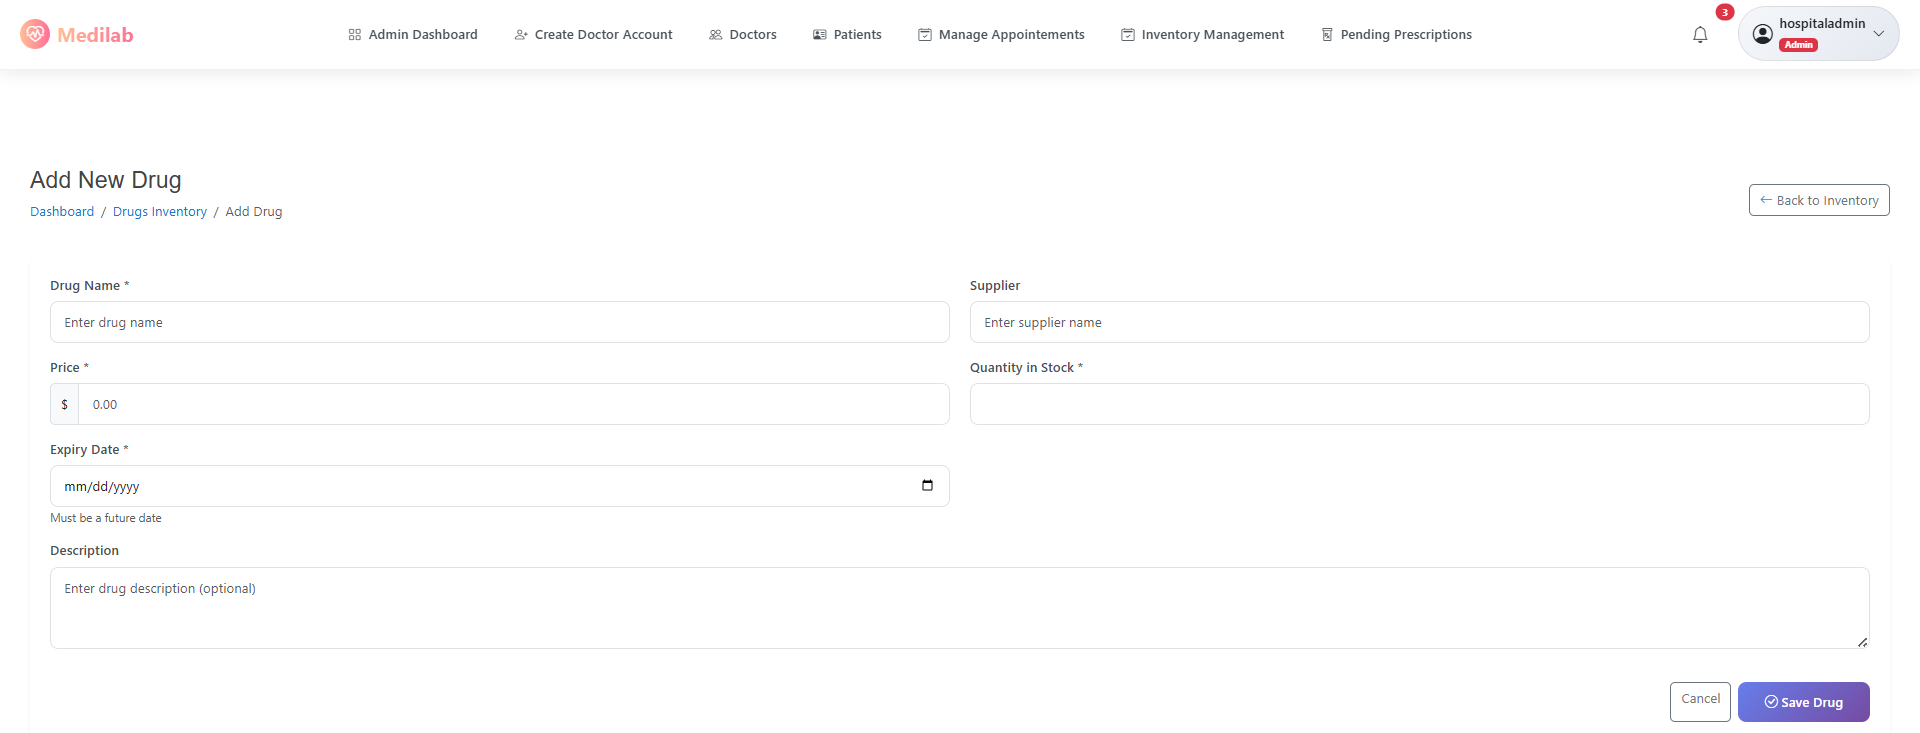 Medilab
Admin Dashboard
Create Doctor Account
Doctors
Patients
Manage Appointements
Inventory Management
Pending Prescriptions
3
hospitaladmin
Admin
Add New Drug
Dashboard / Drugs Inventory / Add Drug
← Back to Inventory
Drug Name *
Supplier
Enter drug name
Enter supplier name
Price *
Quantity in Stock *
$ 0.00
Expiry Date *
mm/dd/yyyy
Must be a future date
Description
Enter drug description (optional)
Cancel
Save Drug